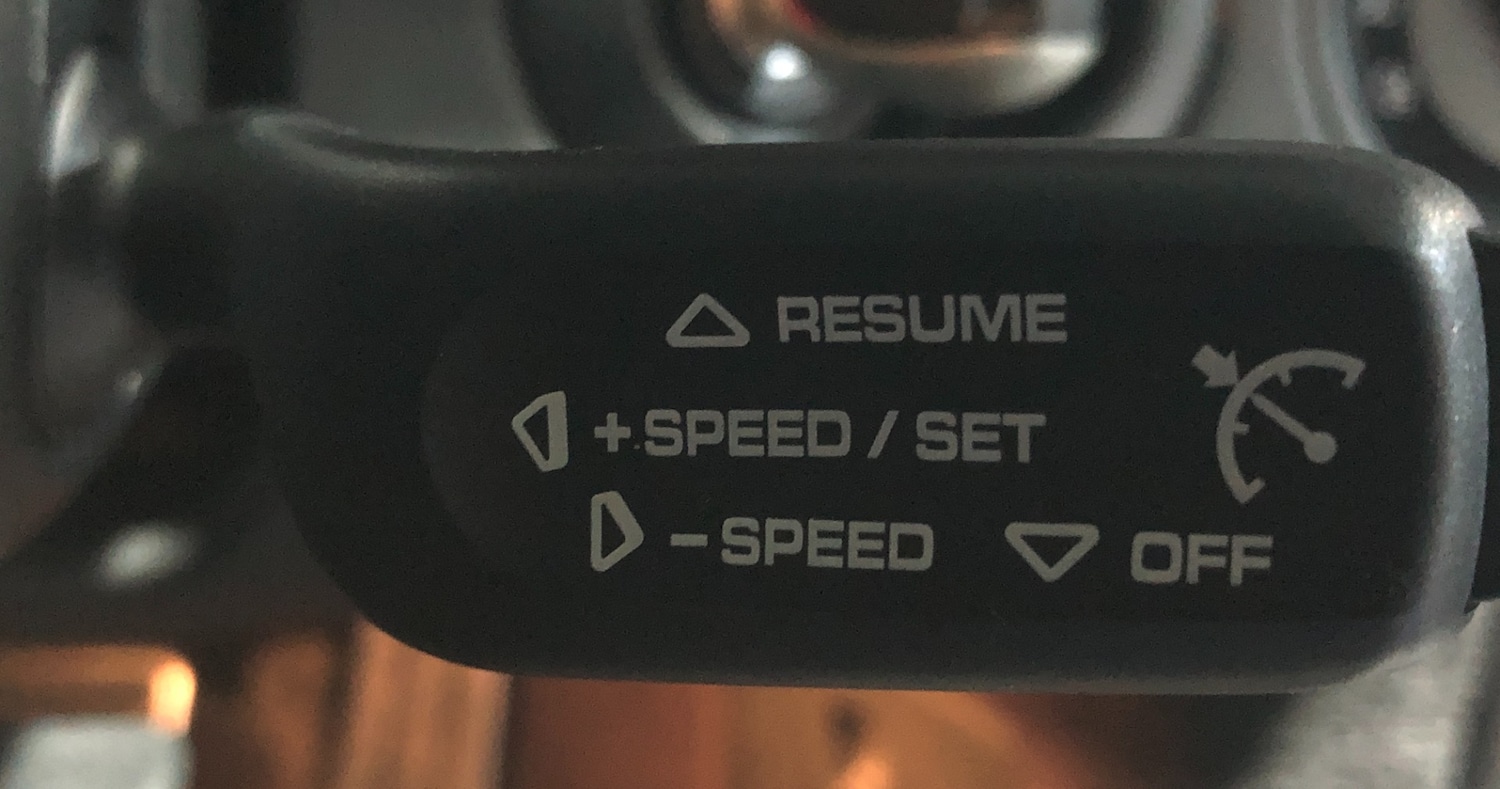 RESUME
+SPEED / SET
-SPEED OFF